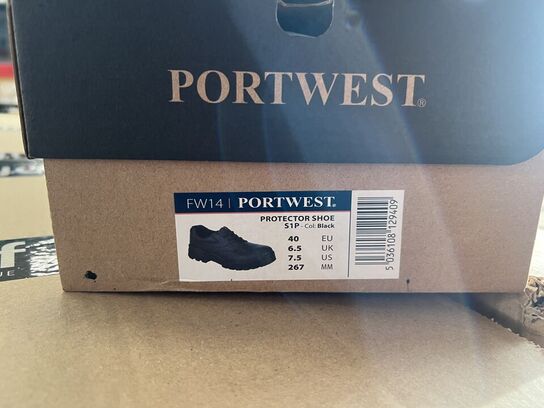 PORTWEST®
FW14 | PORTWEST.
PROTECTOR SHOE
S1P - Col: Black
40 EU
6.5 UK
7.5 US
267 MM
5 036108 129409
f
UE